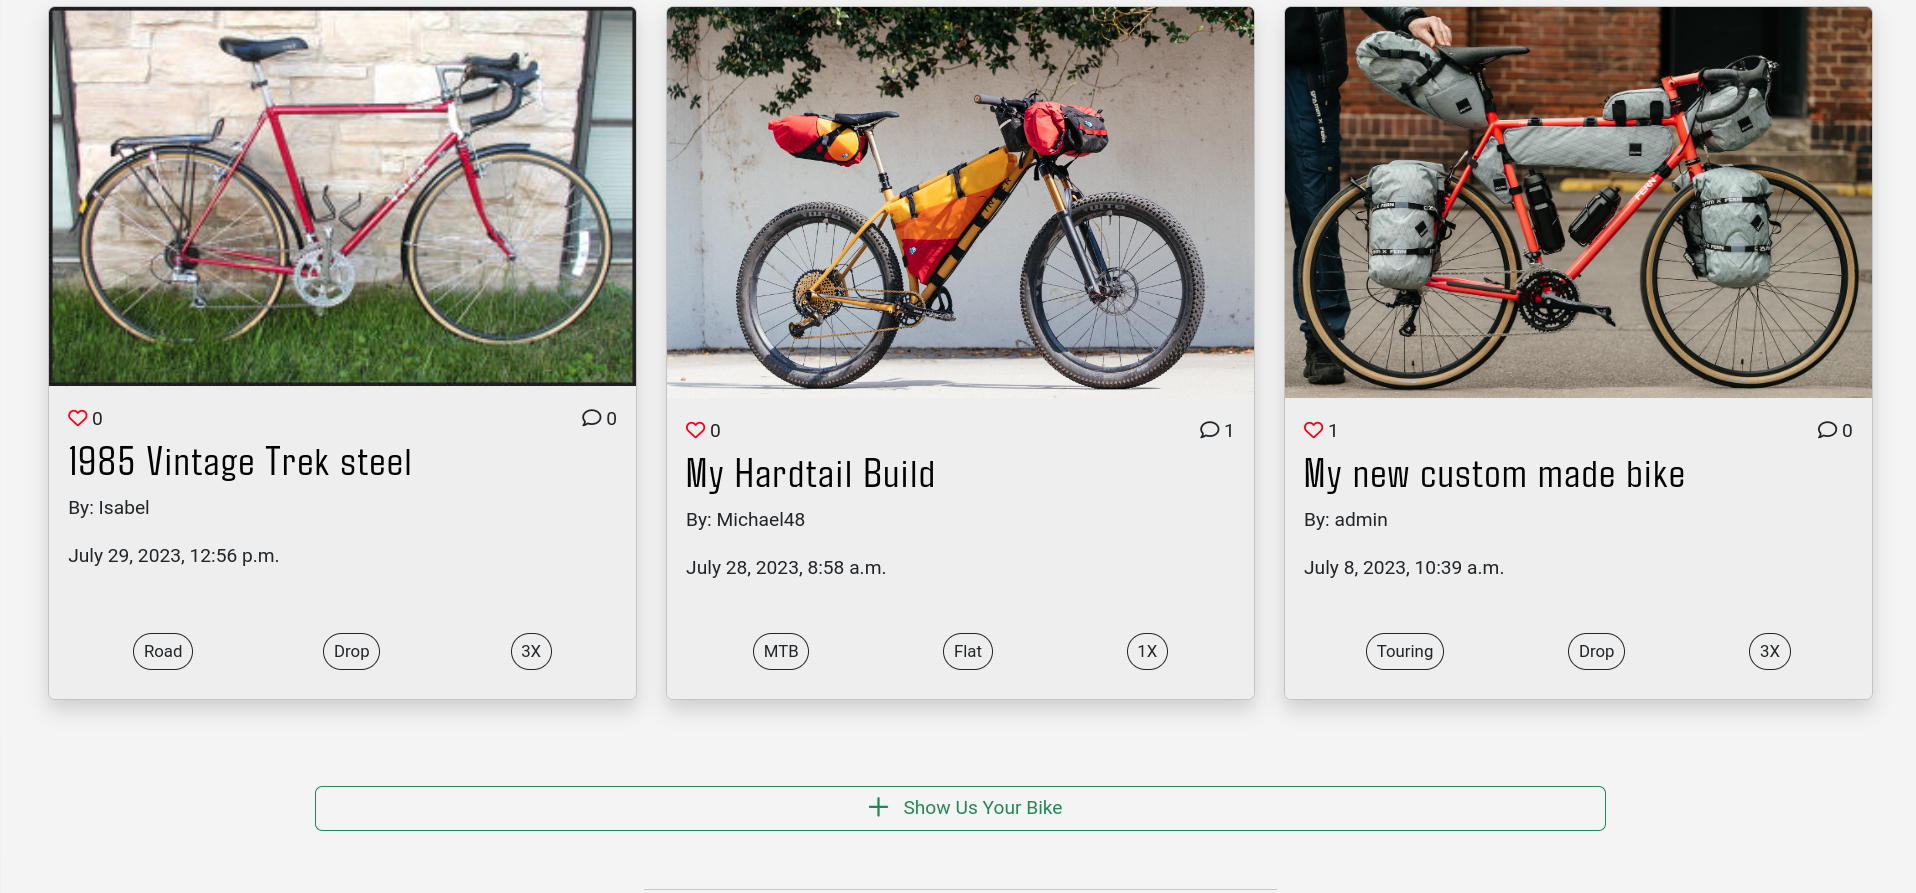 0 0
1985 Vintage Trek steel
By: Isabel
July 29, 2023, 12:56 p.m.
Road Drop 3X
0 1
My Hardtail Build
By: Michael48
July 28, 2023, 8:58 a.m.
MTB Flat 1X
FERN
1 0
My new custom made bike
By: admin
July 8, 2023, 10:39 a.m.
Touring Drop 3X
Show Us Your Bike